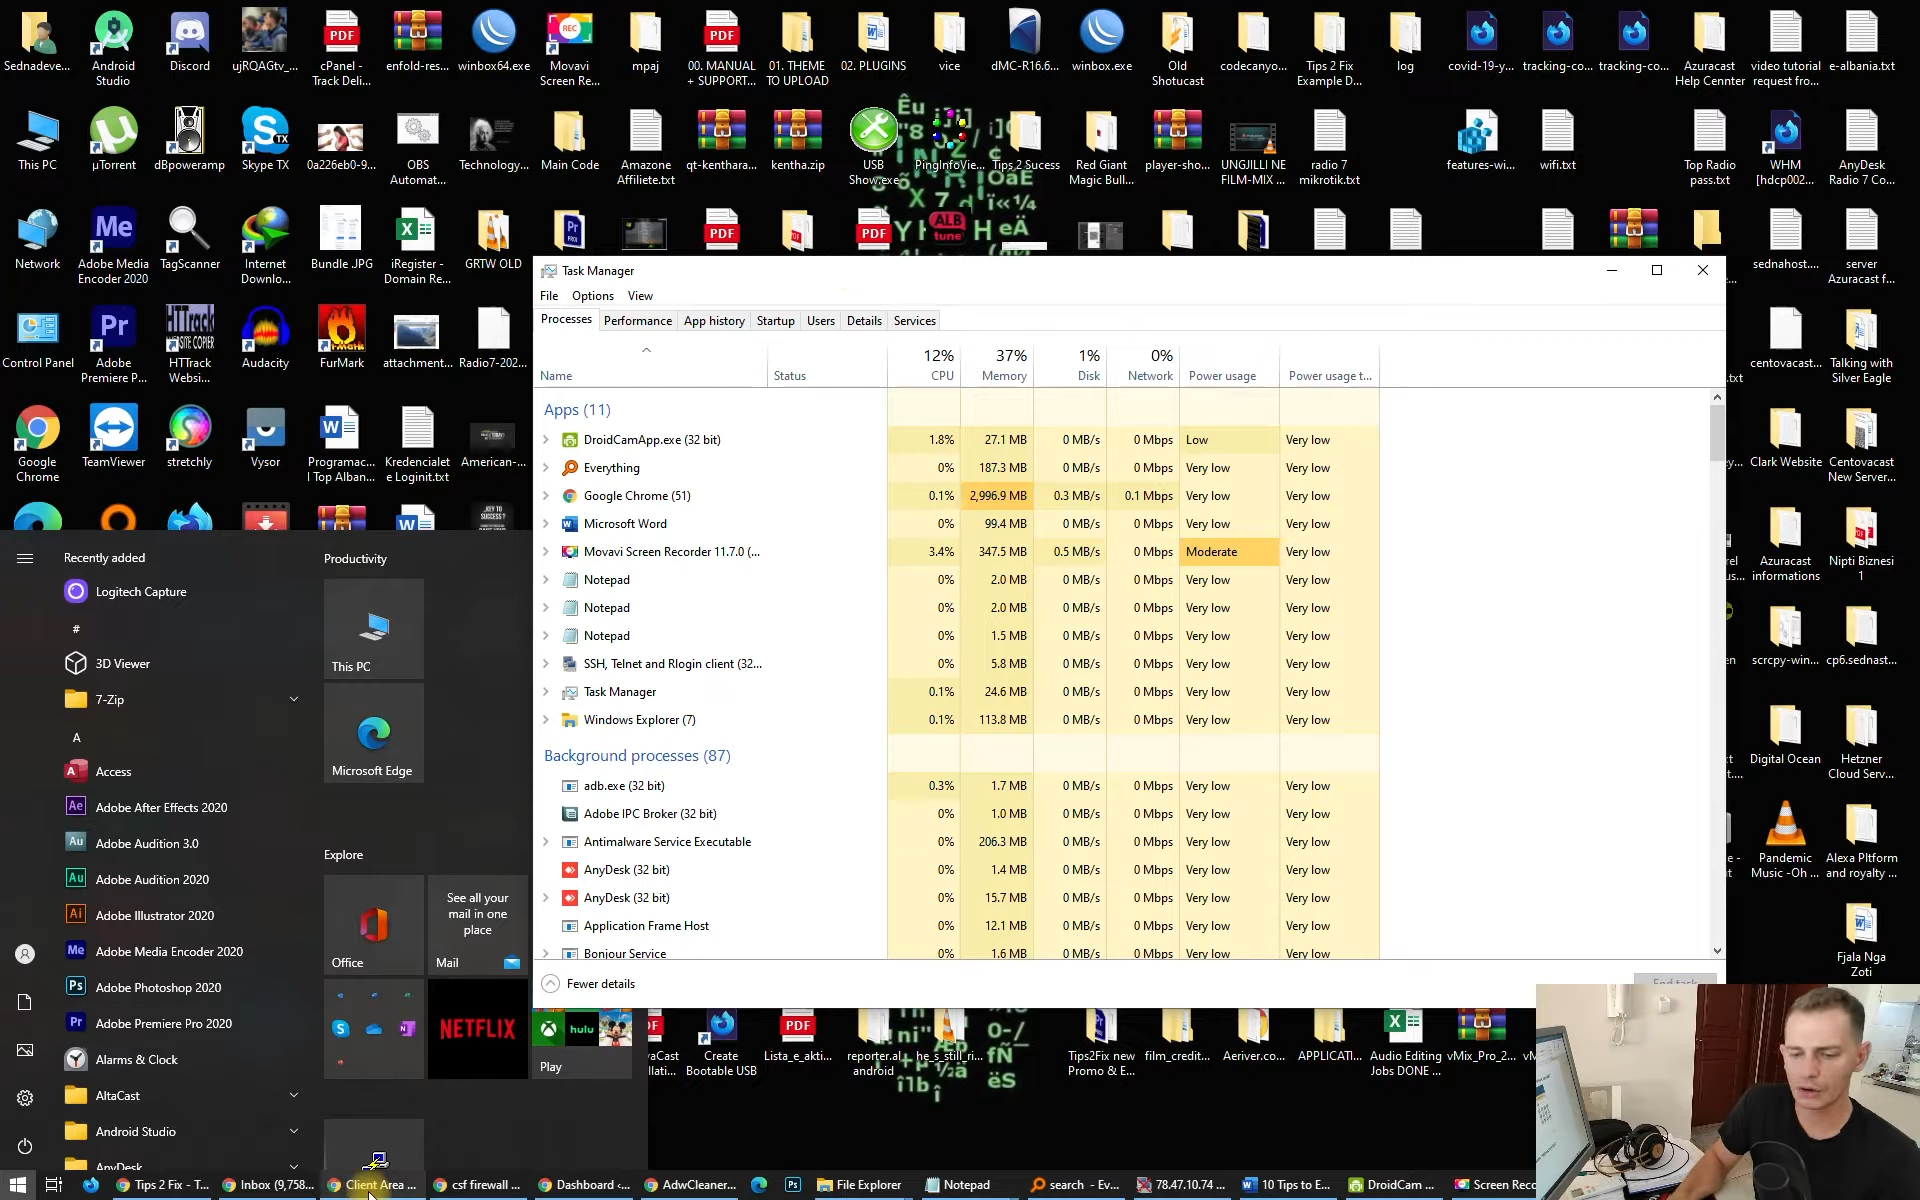 Sednadeve...
Android
Studio
Discord
ujRQAGtv_...
PDF
cPanel -
Track Deli...
enfold-res...
winbox64.exe
REC
Movavi
Screen Re...
mpaj
PDF
00. MANUAL
+ SUPPORT...
01. THEME
TO UPLOAD
02. PLUGINS
vice
dMC-R16.6...
winbox.exe
Old
Shotucast
codecanyo...
Tips 2 Fix
Example D...
log
covid-19-y...
tracking-co...
tracking-co...
Azuracast
Help Cennter
video tutorial
request fro...
e-albania.txt
This PC
µTorrent
dBpoweramp
Skype TX
0a226eb0-9...
OBS
Automat...
Technology...
Main Code
Amazone
Affiliete.txt
qt-kenthara...
kentha.zip
USB
Show.exe
PingInfoVie...
Tips 2 Sucess
Red Giant
Magic Bull...
player-sho...
UNGJILLI NE
FILM-MIX ...
radio 7
mikrotik.txt
features-wi...
wifi.txt
Top Radio
pass.txt
WHM
[hdcp002...
AnyDesk
Radio 7 Co...
Network
Me
Adobe Media
Encoder 2020
TagScanner
Internet
Downlo...
Bundle .JPG
iRegister -
Domain Re...
GRTW OLD
Pr
PDF
PDF
PDF
ALB
tune
sednahost....
server
Azuracast f...
Control Panel
Pr
Adobe
Premiere P...
HTTrack
WEBSITE COPIER
HTTrack
Websi...
Audacity
FurMark
attachment...
Radio7-202...
.txt
centovacast...
Talking with
Silver Eagle
Google
Chrome
TeamViewer
stretchly
Vysor
Programac...
l Top Alban...
Kredencialet
e Loginit.txt
American-...
Clark Website
Centovacast
New Server...
Azuracast
informations
Nipti Biznesi
1
scrcpy-win...
cp6.sednast...
Digital Ocean
Hetzner
Cloud Serv...
Pandemic
Music -Oh ...
Alexa Pltform
and royalty ...
Fjala Nga
Zoti
Task Manager
File Options View
Processes Performance App history Startup Users Details Services
12% 37% 1% 0%
Name Status CPU Memory Disk Network Power usage Power usage t...
Apps (11)
DroidCamApp.exe (32 bit) 1.8% 27.1 MB 0 MB/s 0 Mbps Low Very low
Everything 0% 187.3 MB 0 MB/s 0 Mbps Very low Very low
Google Chrome (51) 0.1% 2,996.9 MB 0.3 MB/s 0.1 Mbps Very low Very low
Microsoft Word 0% 99.4 MB 0 MB/s 0 Mbps Very low Very low
Movavi Screen Recorder 11.7.0 (... 3.4% 347.5 MB 0.5 MB/s 0 Mbps Moderate Very low
Notepad 0% 2.0 MB 0 MB/s 0 Mbps Very low Very low
Notepad 0% 2.0 MB 0 MB/s 0 Mbps Very low Very low
Notepad 0% 1.5 MB 0 MB/s 0 Mbps Very low Very low
SSH, Telnet and Rlogin client (32... 0% 5.8 MB 0 MB/s 0 Mbps Very low Very low
Task Manager 0.1% 24.6 MB 0 MB/s 0 Mbps Very low Very low
Windows Explorer (7) 0.1% 113.8 MB 0 MB/s 0 Mbps Very low Very low
Background processes (87)
adb.exe (32 bit) 0.3% 1.7 MB 0 MB/s 0 Mbps Very low Very low
Adobe IPC Broker (32 bit) 0% 1.0 MB 0 MB/s 0 Mbps Very low Very low
Antimalware Service Executable 0% 206.3 MB 0 MB/s 0 Mbps Very low Very low
AnyDesk (32 bit) 0% 1.4 MB 0 MB/s 0 Mbps Very low Very low
AnyDesk (32 bit) 0% 15.7 MB 0 MB/s 0 Mbps Very low Very low
Application Frame Host 0% 12.1 MB 0 MB/s 0 Mbps Very low Very low
Bonjour Service 0% 1.6 MB 0 MB/s 0 Mbps Very low Very low
Fewer details
End task
Recently added
Logitech Capture
#
3D Viewer
7-Zip
A
Access
Adobe After Effects 2020
Adobe Audition 3.0
Adobe Audition 2020
Adobe Illustrator 2020
Adobe Media Encoder 2020
Adobe Photoshop 2020
Adobe Premiere Pro 2020
Alarms & Clock
AltaCast
Android Studio
AnyDesk
Productivity
This PC
Microsoft Edge
Explore
Office
See all your
mail in one
place
Mail
NETFLIX
hulu
Play
Create
Bootable USB
PDF
Lista_e_akti...
reporter.al
android
he_s_still_ri...
Tips2Fix new
Promo & E...
film_credit...
Aeriver.co...
APPLICATI...
Audio Editing
Jobs DONE ...
vMix_Pro_2...
Tips 2 Fix - T...
Inbox (9,758...
Client Area ...
csf firewall ...
Dashboard ‹...
AdwCleaner...
File Explorer
Notepad
search - Ev...
78.47.10.74 ...
10 Tips to E...
DroidCam ...
Screen Reco